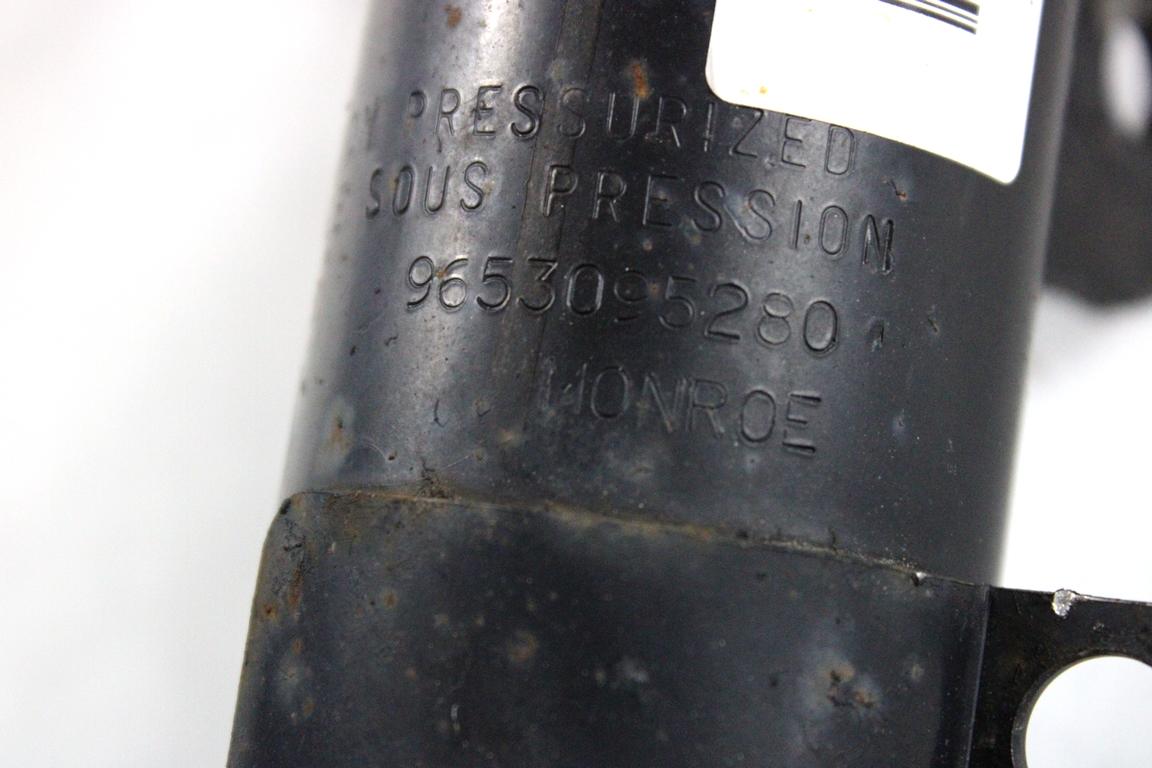 PRESSURIZED
SOUS PRESSION
9653095280
MONROE